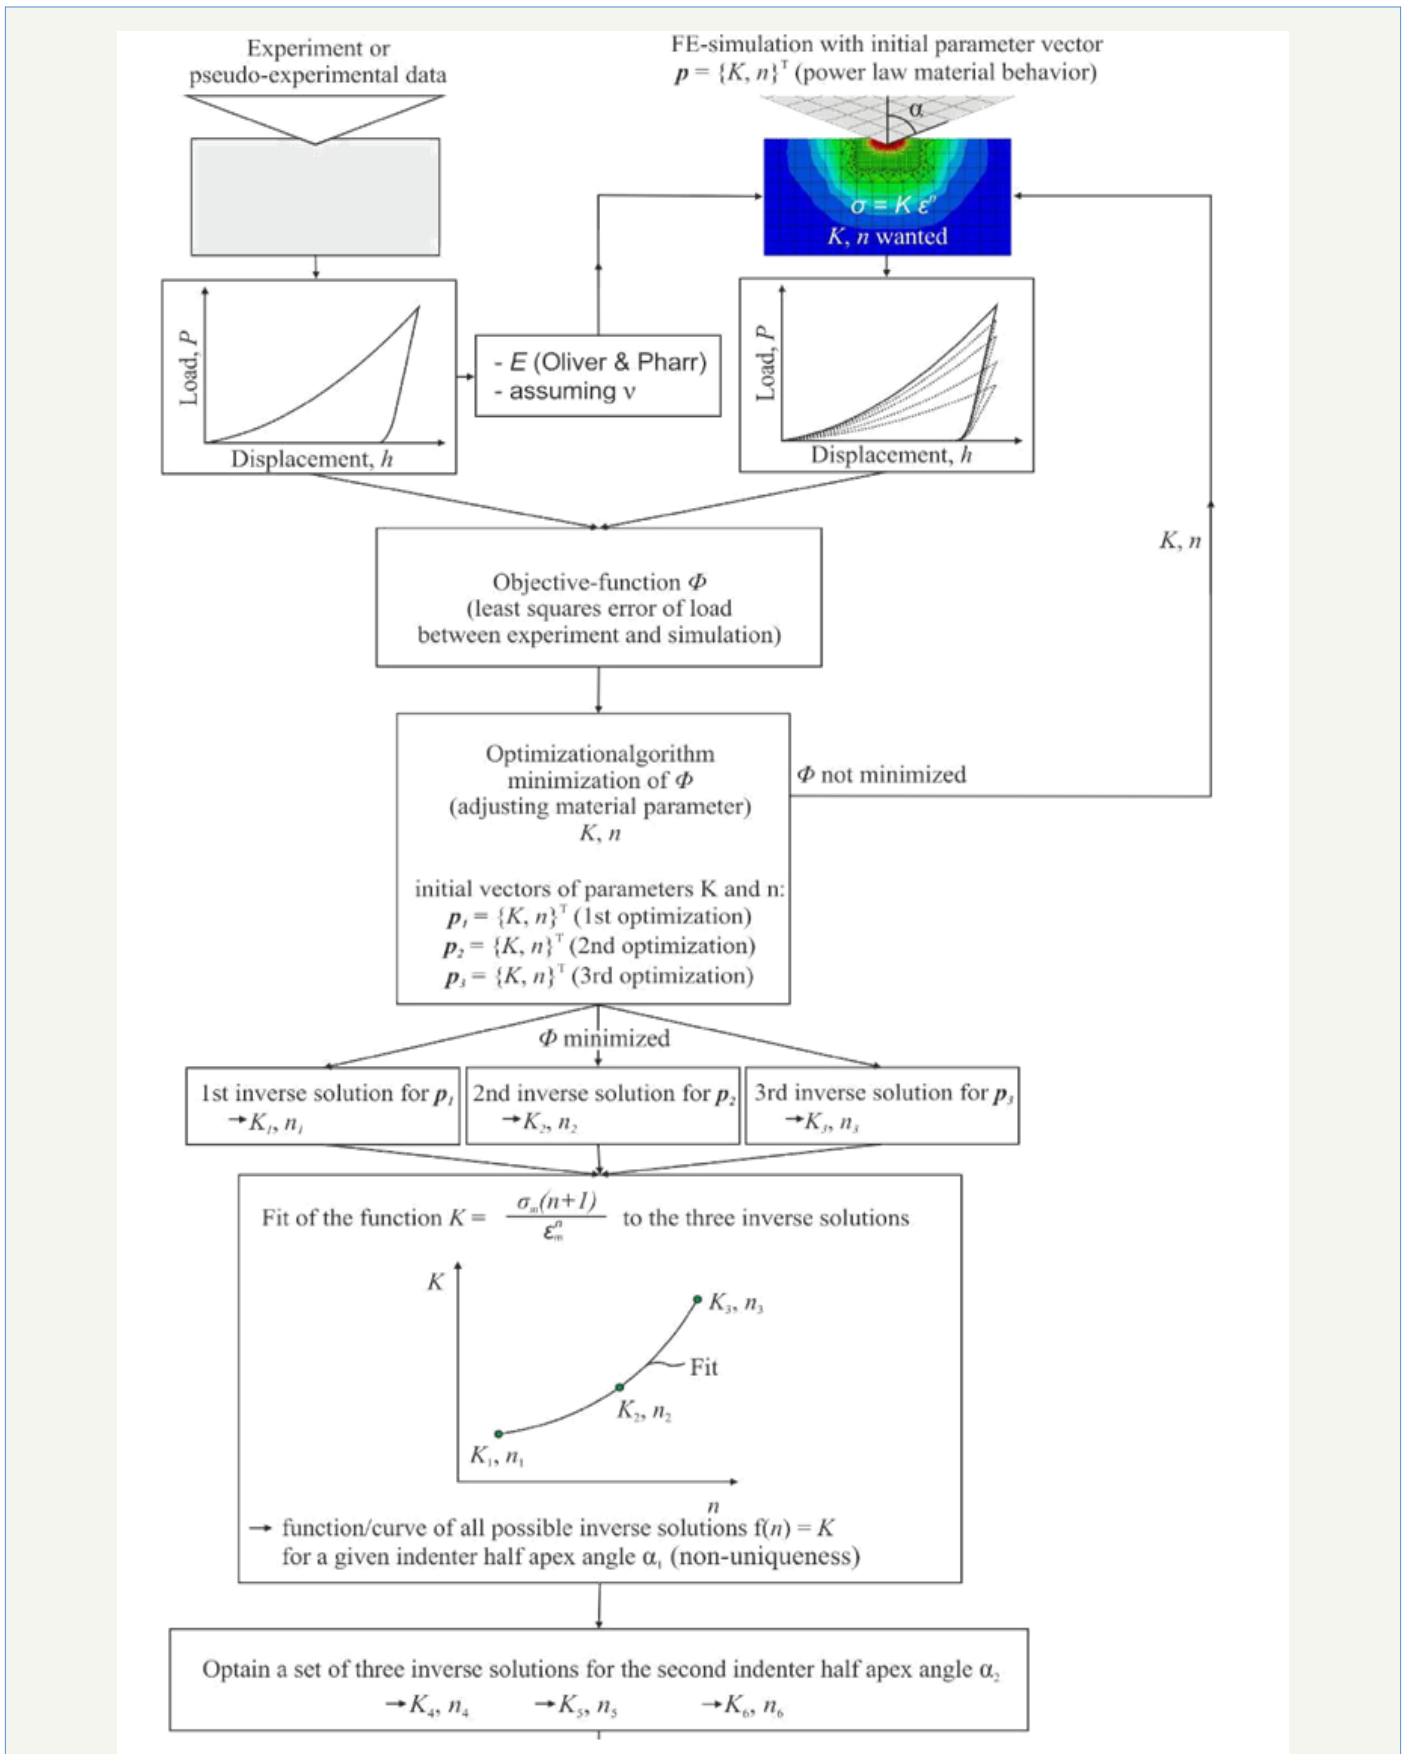 Experiment or
pseudo-experimental data
FE-simulation with initial parameter vector
p = {K, n}ᵀ (power law material behavior)
α
σ = K εⁿ
K, n wanted
Load, P
Displacement, h
- E (Oliver & Pharr)
- assuming ν
Load, P
Displacement, h
K, n
Objective-function Φ
(least squares error of load
between experiment and simulation)
Optimizationalgorithm
minimization of Φ
(adjusting material parameter)
K, n
Φ not minimized
initial vectors of parameters K and n:
p₁ = {K, n}ᵀ (1st optimization)
p₂ = {K, n}ᵀ (2nd optimization)
p₃ = {K, n}ᵀ (3rd optimization)
Φ minimized
1st inverse solution for p₁
→K₁, n₁
2nd inverse solution for p₂
→K₂, n₂
3rd inverse solution for p₃
→K₃, n₃
Fit of the function K = σₘ(n+1) / εₘⁿ to the three inverse solutions
K
K₃, n₃
Fit
K₂, n₂
K₁, n₁
n
→ function/curve of all possible inverse solutions f(n) = K
for a given indenter half apex angle α₁ (non-uniqueness)
Optain a set of three inverse solutions for the second indenter half apex angle α₂
→K₄, n₄ →K₅, n₅ →K₆, n₆